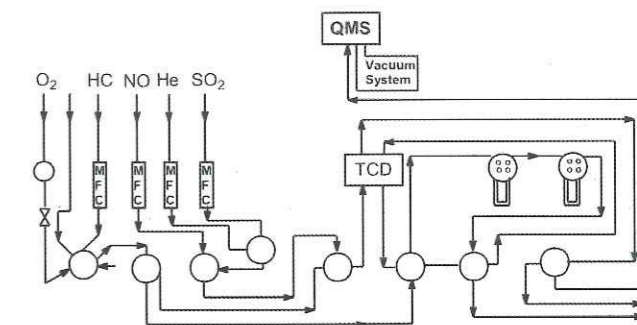 QMS
Vacuum
System
O₂ HC NO He SO₂
MFC
MFC
MFC
MFC
TCD